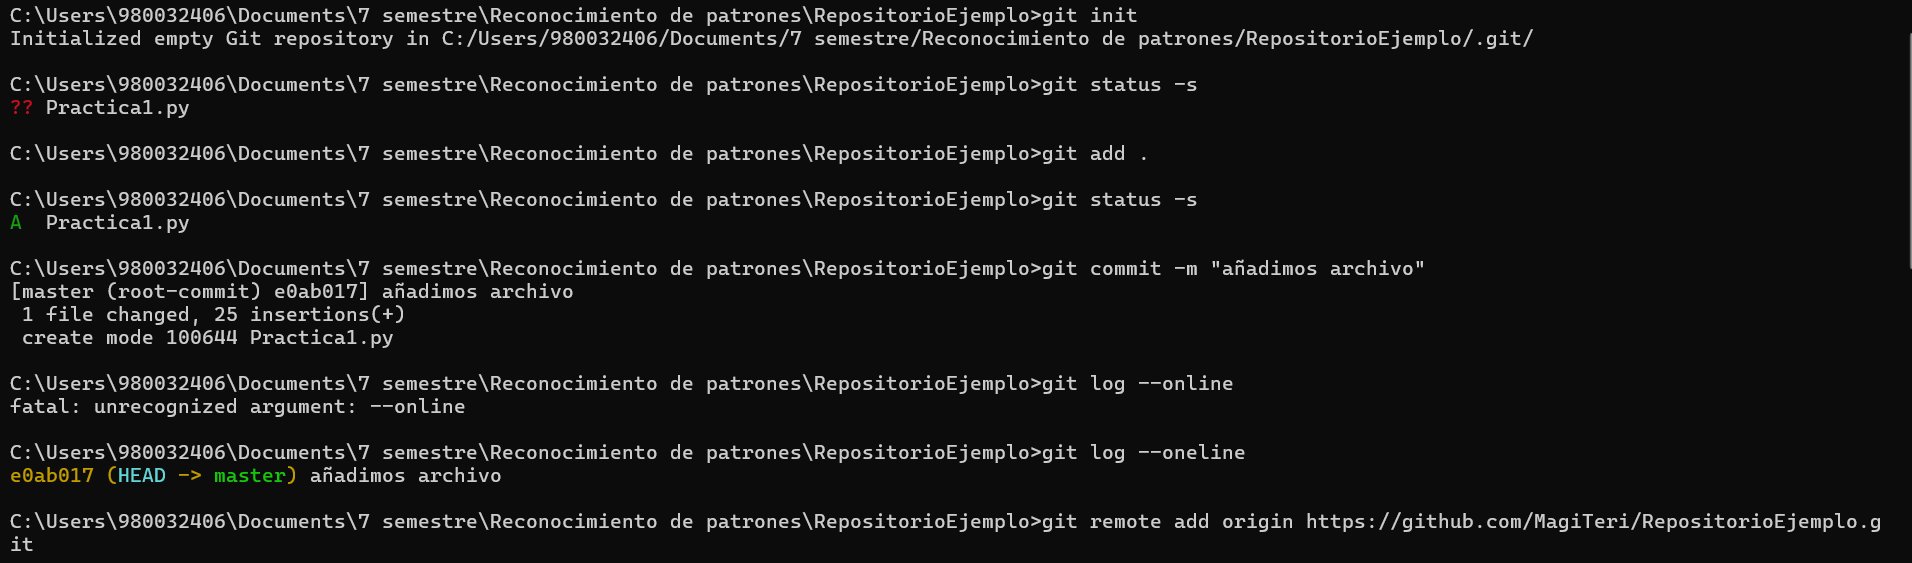 C:\Users\980032406\Documents\7 semestre\Reconocimiento de patrones\RepositorioEjemplo>git init
Initialized empty Git repository in C:/Users/980032406/Documents/7 semestre/Reconocimiento de patrones/RepositorioEjemplo/.git/
C:\Users\980032406\Documents\7 semestre\Reconocimiento de patrones\RepositorioEjemplo>git status -s
?? Practica1.py
C:\Users\980032406\Documents\7 semestre\Reconocimiento de patrones\RepositorioEjemplo>git add .
C:\Users\980032406\Documents\7 semestre\Reconocimiento de patrones\RepositorioEjemplo>git status -s
A  Practica1.py
C:\Users\980032406\Documents\7 semestre\Reconocimiento de patrones\RepositorioEjemplo>git commit -m "añadimos archivo"
[master (root-commit) e0ab017] añadimos archivo
 1 file changed, 25 insertions(+)
 create mode 100644 Practica1.py
C:\Users\980032406\Documents\7 semestre\Reconocimiento de patrones\RepositorioEjemplo>git log --online
fatal: unrecognized argument: --online
C:\Users\980032406\Documents\7 semestre\Reconocimiento de patrones\RepositorioEjemplo>git log --oneline
e0ab017 (HEAD -> master) añadimos archivo
C:\Users\980032406\Documents\7 semestre\Reconocimiento de patrones\RepositorioEjemplo>git remote add origin https://github.com/MagiTeri/RepositorioEjemplo.g
it